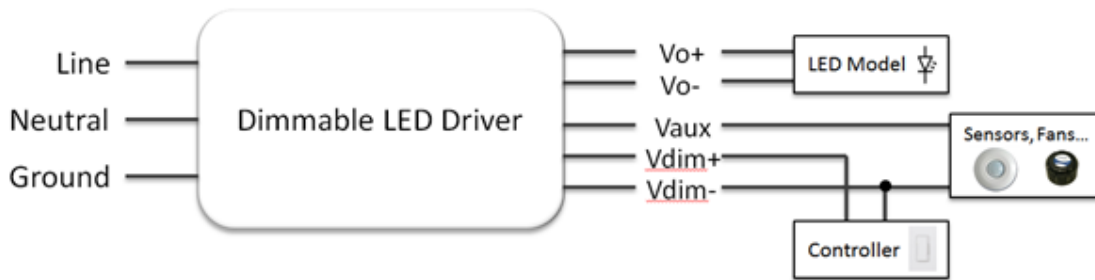 Line
Neutral
Ground
Dimmable LED Driver
Vo+
Vo-
Vaux
Vdim+
Vdim-
LED Model
Sensors, Fans...
Controller